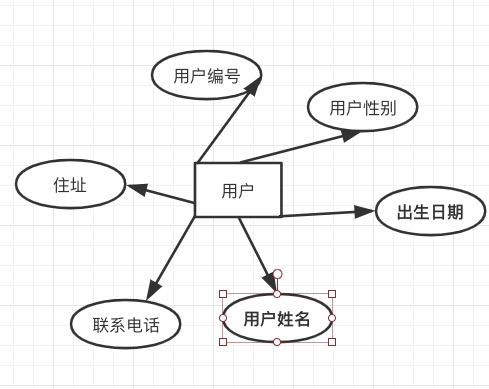 用户编号
用户性别
住址
用户
出生日期
联系电话
用户姓名